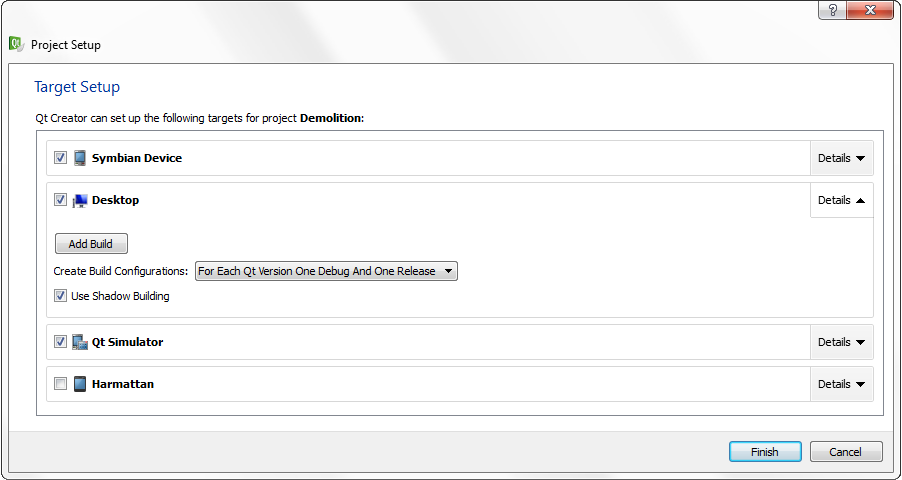 Project Setup
Target Setup
Qt Creator can set up the following targets for project Demolition:
Symbian Device
Details
Desktop
Details
Add Build
Create Build Configurations: For Each Qt Version One Debug And One Release
Use Shadow Building
Qt Simulator
Details
Harmattan
Details
Finish Cancel